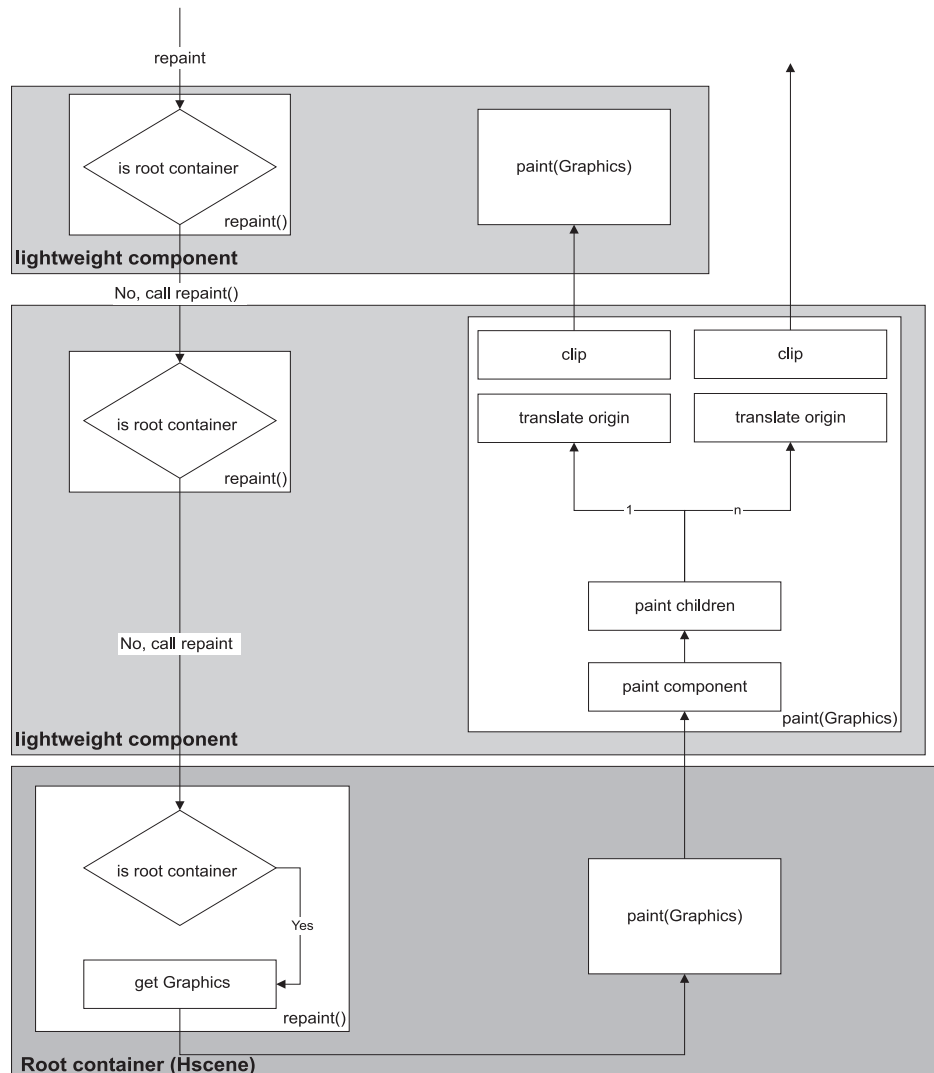 repaint
is root container
repaint()
paint(Graphics)
lightweight component
No, call repaint()
is root container
repaint()
clip
clip
translate origin
translate origin
1
n
paint children
No, call repaint
paint component
paint(Graphics)
lightweight component
is root container
Yes
get Graphics
repaint()
paint(Graphics)
Root container (Hscene)